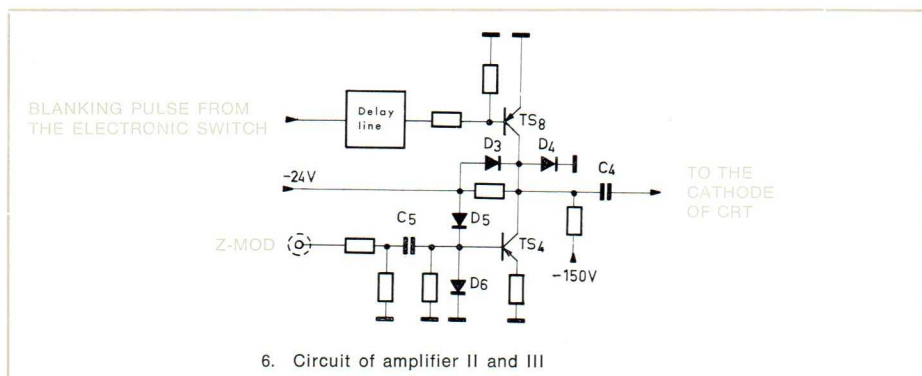 BLANKING PULSE FROM
THE ELECTRONIC SWITCH
Delay
line
TS8
D3
D4
C4
-24V
TO THE
CATHODE
OF CRT
C5
D5
Z-MOD
TS4
D6
-150V
6. Circuit of amplifier II and III